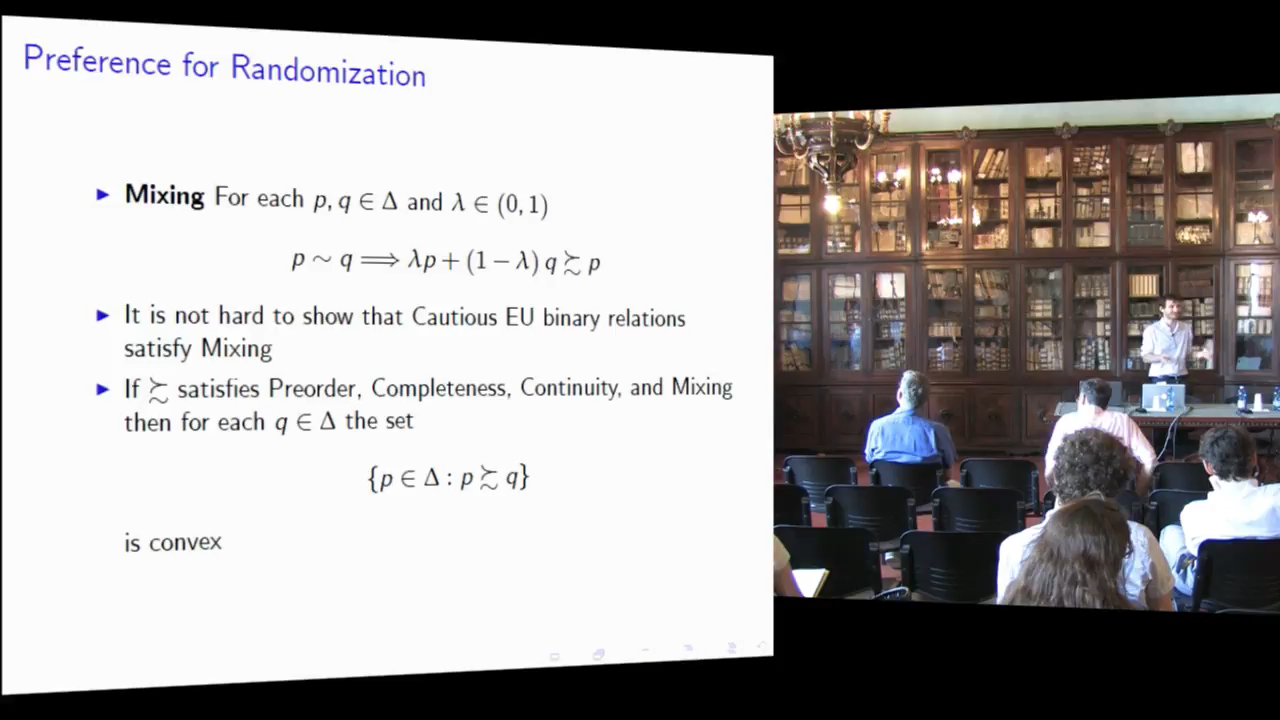 Preference for Randomization
▶ Mixing For each p, q ∈ Δ and λ ∈ (0, 1)
p ∼ q ⟹ λp + (1 − λ) q ≿ p
▶ It is not hard to show that Cautious EU binary relations
satisfy Mixing
▶ If ≿ satisfies Preorder, Completeness, Continuity, and Mixing
then for each q ∈ Δ the set
{p ∈ Δ : p ≿ q}
is convex